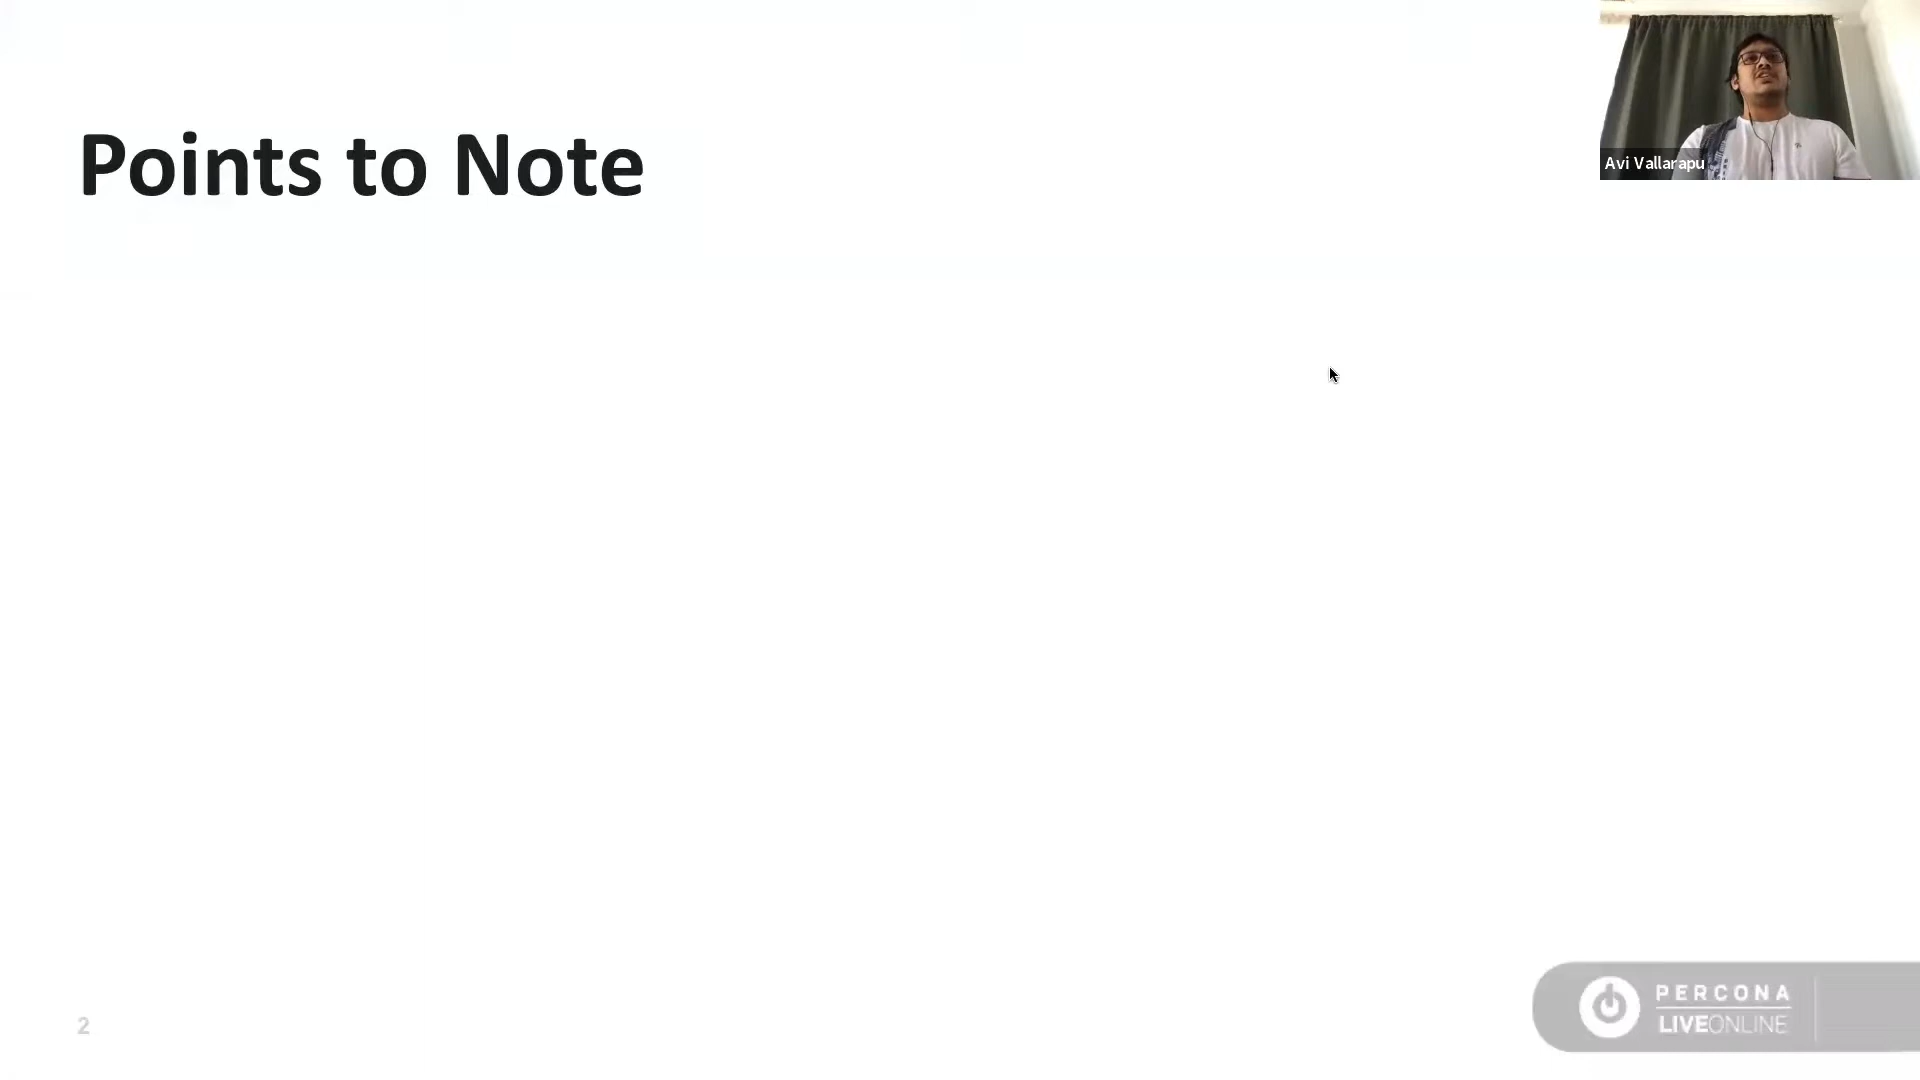 Points to Note
Avi Vallarapu
2
PERCONA
LIVEONLINE